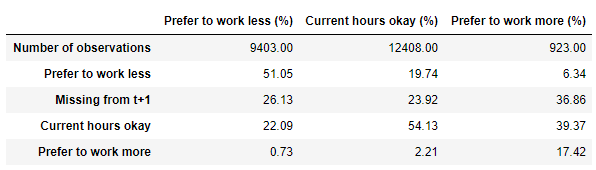 Prefer to work less (%) Current hours okay (%) Prefer to work more (%)
Number of observations 9403.00 12408.00 923.00
Prefer to work less 51.05 19.74 6.34
Missing from t+1 26.13 23.92 36.86
Current hours okay 22.09 54.13 39.37
Prefer to work more 0.73 2.21 17.42